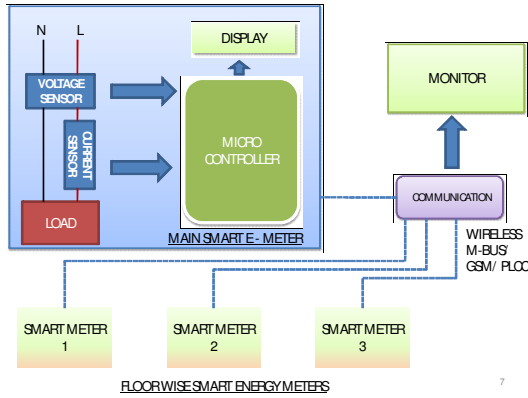 N L
DISPLAY
VOLTAGE
SENSOR
CURRENT
SENSOR
MICRO
CONTROLLER
LOAD
MAIN SMART E - METER
MONITOR
COMMUNICATION
WIRELESS
M-BUS/
GSM / PLCC
SMART METER
1
SMART METER
2
SMART METER
3
FLOOR WISE SMART ENERGY METERS
7